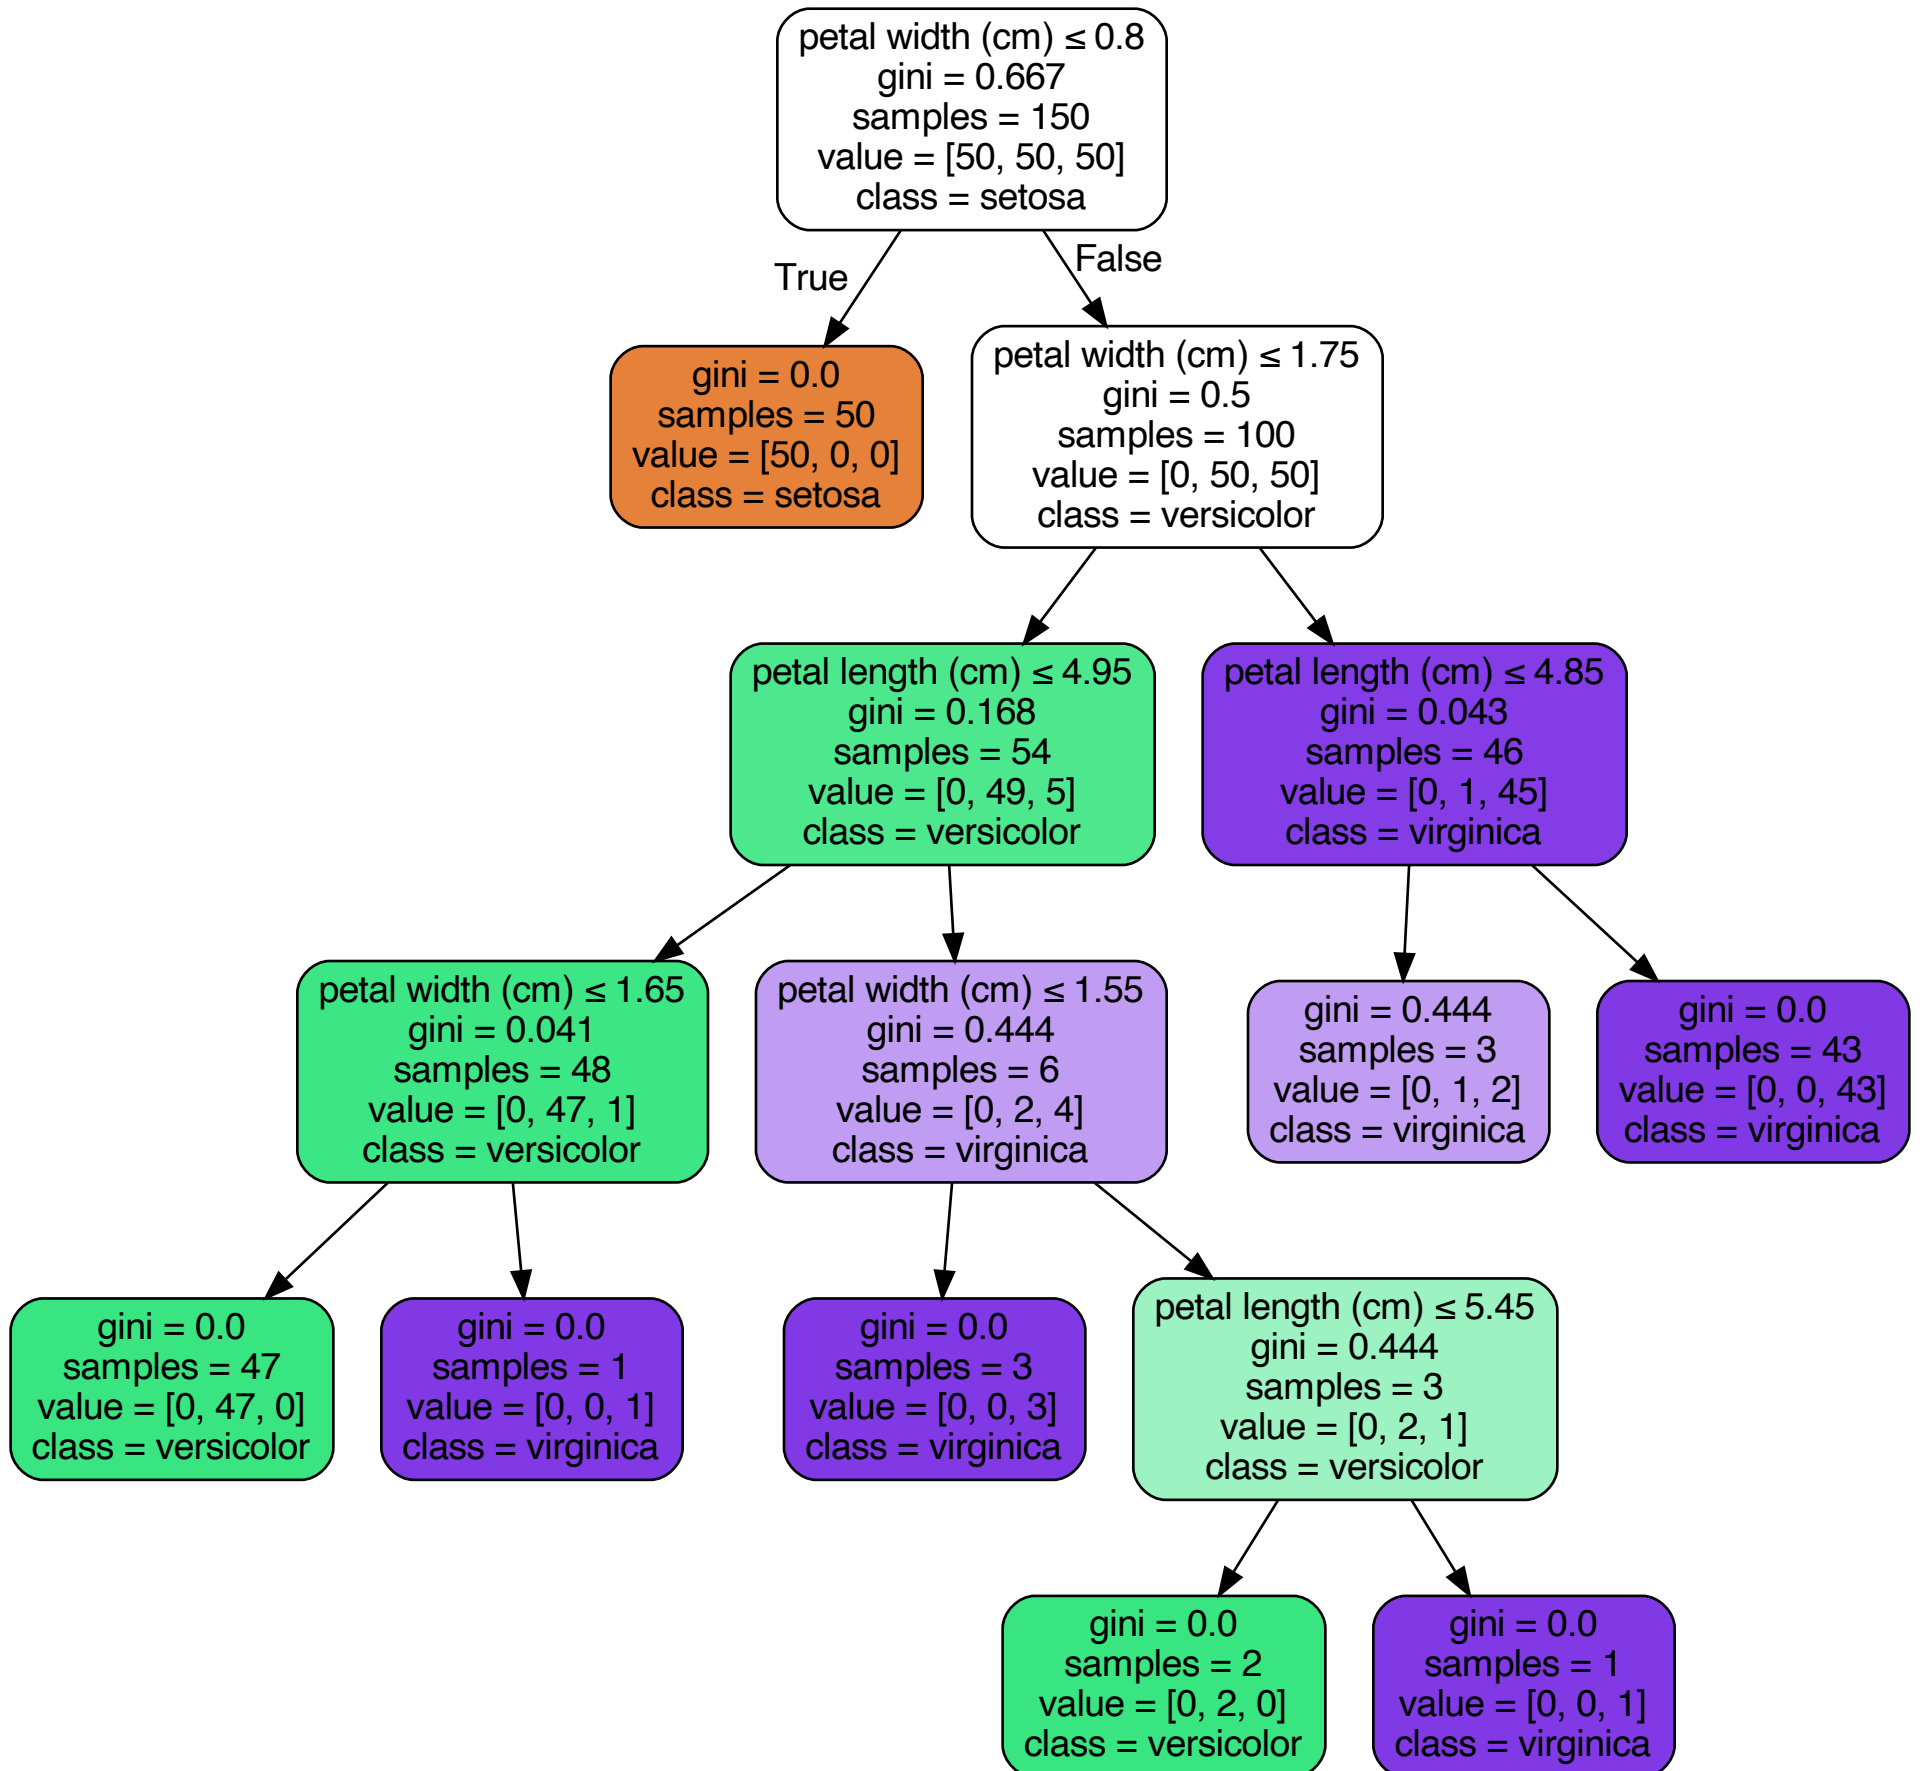 petal width (cm) ≤ 0.8
gini = 0.667
samples = 150
value = [50, 50, 50]
class = setosa
True
False
gini = 0.0
samples = 50
value = [50, 0, 0]
class = setosa
petal width (cm) ≤ 1.75
gini = 0.5
samples = 100
value = [0, 50, 50]
class = versicolor
petal length (cm) ≤ 4.95
gini = 0.168
samples = 54
value = [0, 49, 5]
class = versicolor
petal length (cm) ≤ 4.85
gini = 0.043
samples = 46
value = [0, 1, 45]
class = virginica
petal width (cm) ≤ 1.65
gini = 0.041
samples = 48
value = [0, 47, 1]
class = versicolor
petal width (cm) ≤ 1.55
gini = 0.444
samples = 6
value = [0, 2, 4]
class = virginica
gini = 0.444
samples = 3
value = [0, 1, 2]
class = virginica
gini = 0.0
samples = 43
value = [0, 0, 43]
class = virginica
gini = 0.0
samples = 47
value = [0, 47, 0]
class = versicolor
gini = 0.0
samples = 1
value = [0, 0, 1]
class = virginica
gini = 0.0
samples = 3
value = [0, 0, 3]
class = virginica
petal length (cm) ≤ 5.45
gini = 0.444
samples = 3
value = [0, 2, 1]
class = versicolor
gini = 0.0
samples = 2
value = [0, 2, 0]
class = versicolor
gini = 0.0
samples = 1
value = [0, 0, 1]
class = virginica